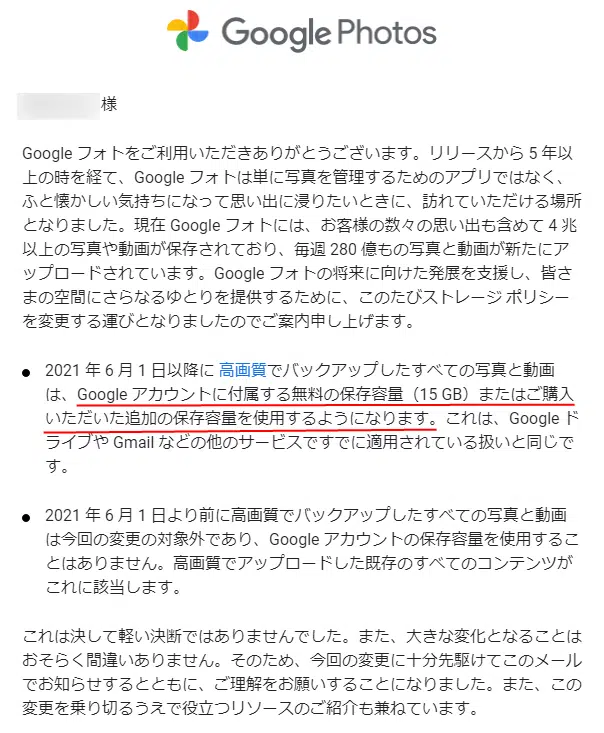 Google Photos
様
Google フォトをご利用いただきありがとうございます。リリースから 5 年以
上の時を経て、Google フォトは単に写真を管理するためのアプリではなく、
ふと懐かしい気持ちになって思い出に浸りたいときに、訪れていただける場所
となりました。現在 Google フォトには、お客様の数々の思い出も含めて 4 兆
以上の写真や動画が保存されており、毎週 280 億もの写真と動画が新たにア
ップロードされています。Google フォトの将来に向けた発展を支援し、皆さ
まの空間にさらなるゆとりを提供するために、このたびストレージ ポリシー
を変更する運びとなりましたのでご案内申し上げます。
● 2021 年 6 月 1 日以降に 高画質でバックアップしたすべての写真と動画
は、Google アカウントに付属する無料の保存容量（15 GB）またはご購入
いただいた追加の保存容量を使用するようになります。これは、Google ド
ライブや Gmail などの他のサービスですでに適用されている扱いと同じで
す。
● 2021 年 6 月 1 日より前に高画質でバックアップしたすべての写真と動画
は今回の変更の対象外であり、Google アカウントの保存容量を使用するこ
とはありません。高画質でアップロードした既存のすべてのコンテンツが
これに該当します。
これは決して軽い決断ではありませんでした。また、大きな変化となることは
おそらく間違いありません。そのため、今回の変更に十分先駆けてこのメール
でお知らせするとともに、ご理解をお願いすることになりました。また、この
変更を乗り切るうえで役立つリソースのご紹介も兼ねています。